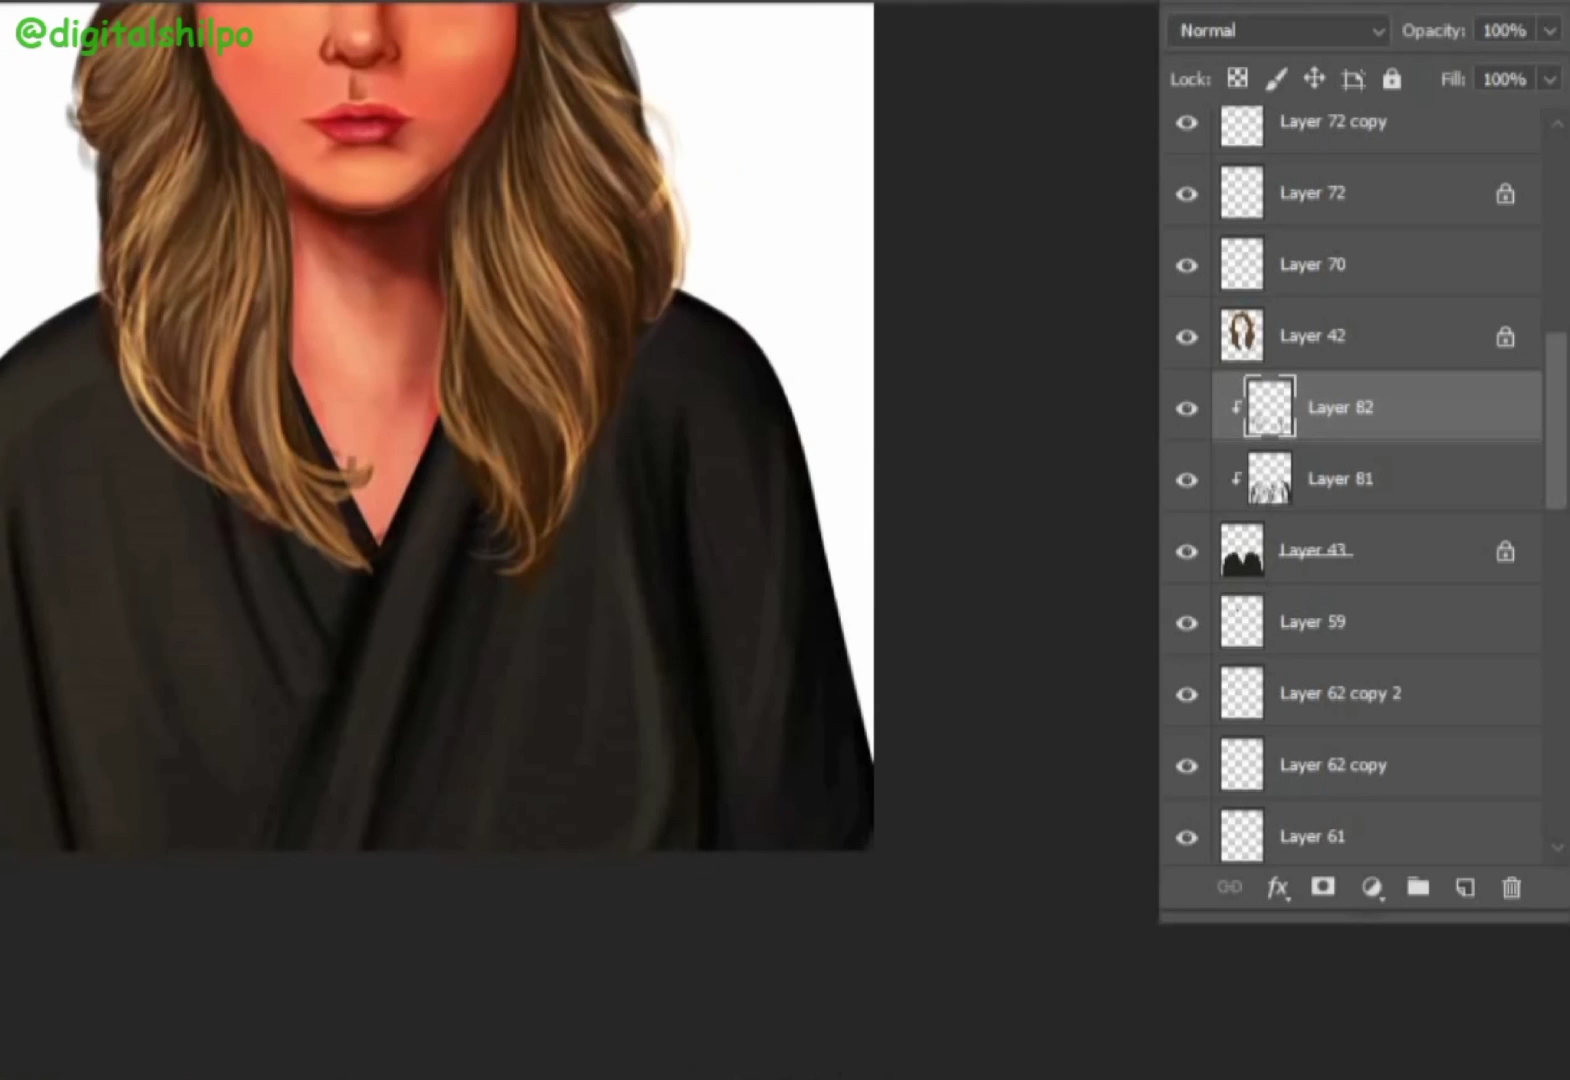 @digitalshilpo
Normal Opacity: 100%
Lock: Fill: 100%
Layer 72 copy
Layer 72
Layer 70
Layer 42
Layer 82
Layer 81
Layer 43
Layer 59
Layer 62 copy 2
Layer 62 copy
Layer 61
fx